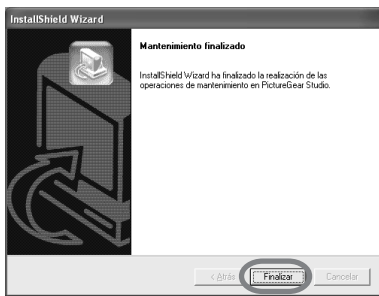 InstallShield Wizard
Mantenimiento finalizado
InstallShield Wizard ha finalizado la realización de las
operaciones de mantenimiento en PictureGear Studio.
< Atrás
Finalizar
Cancelar